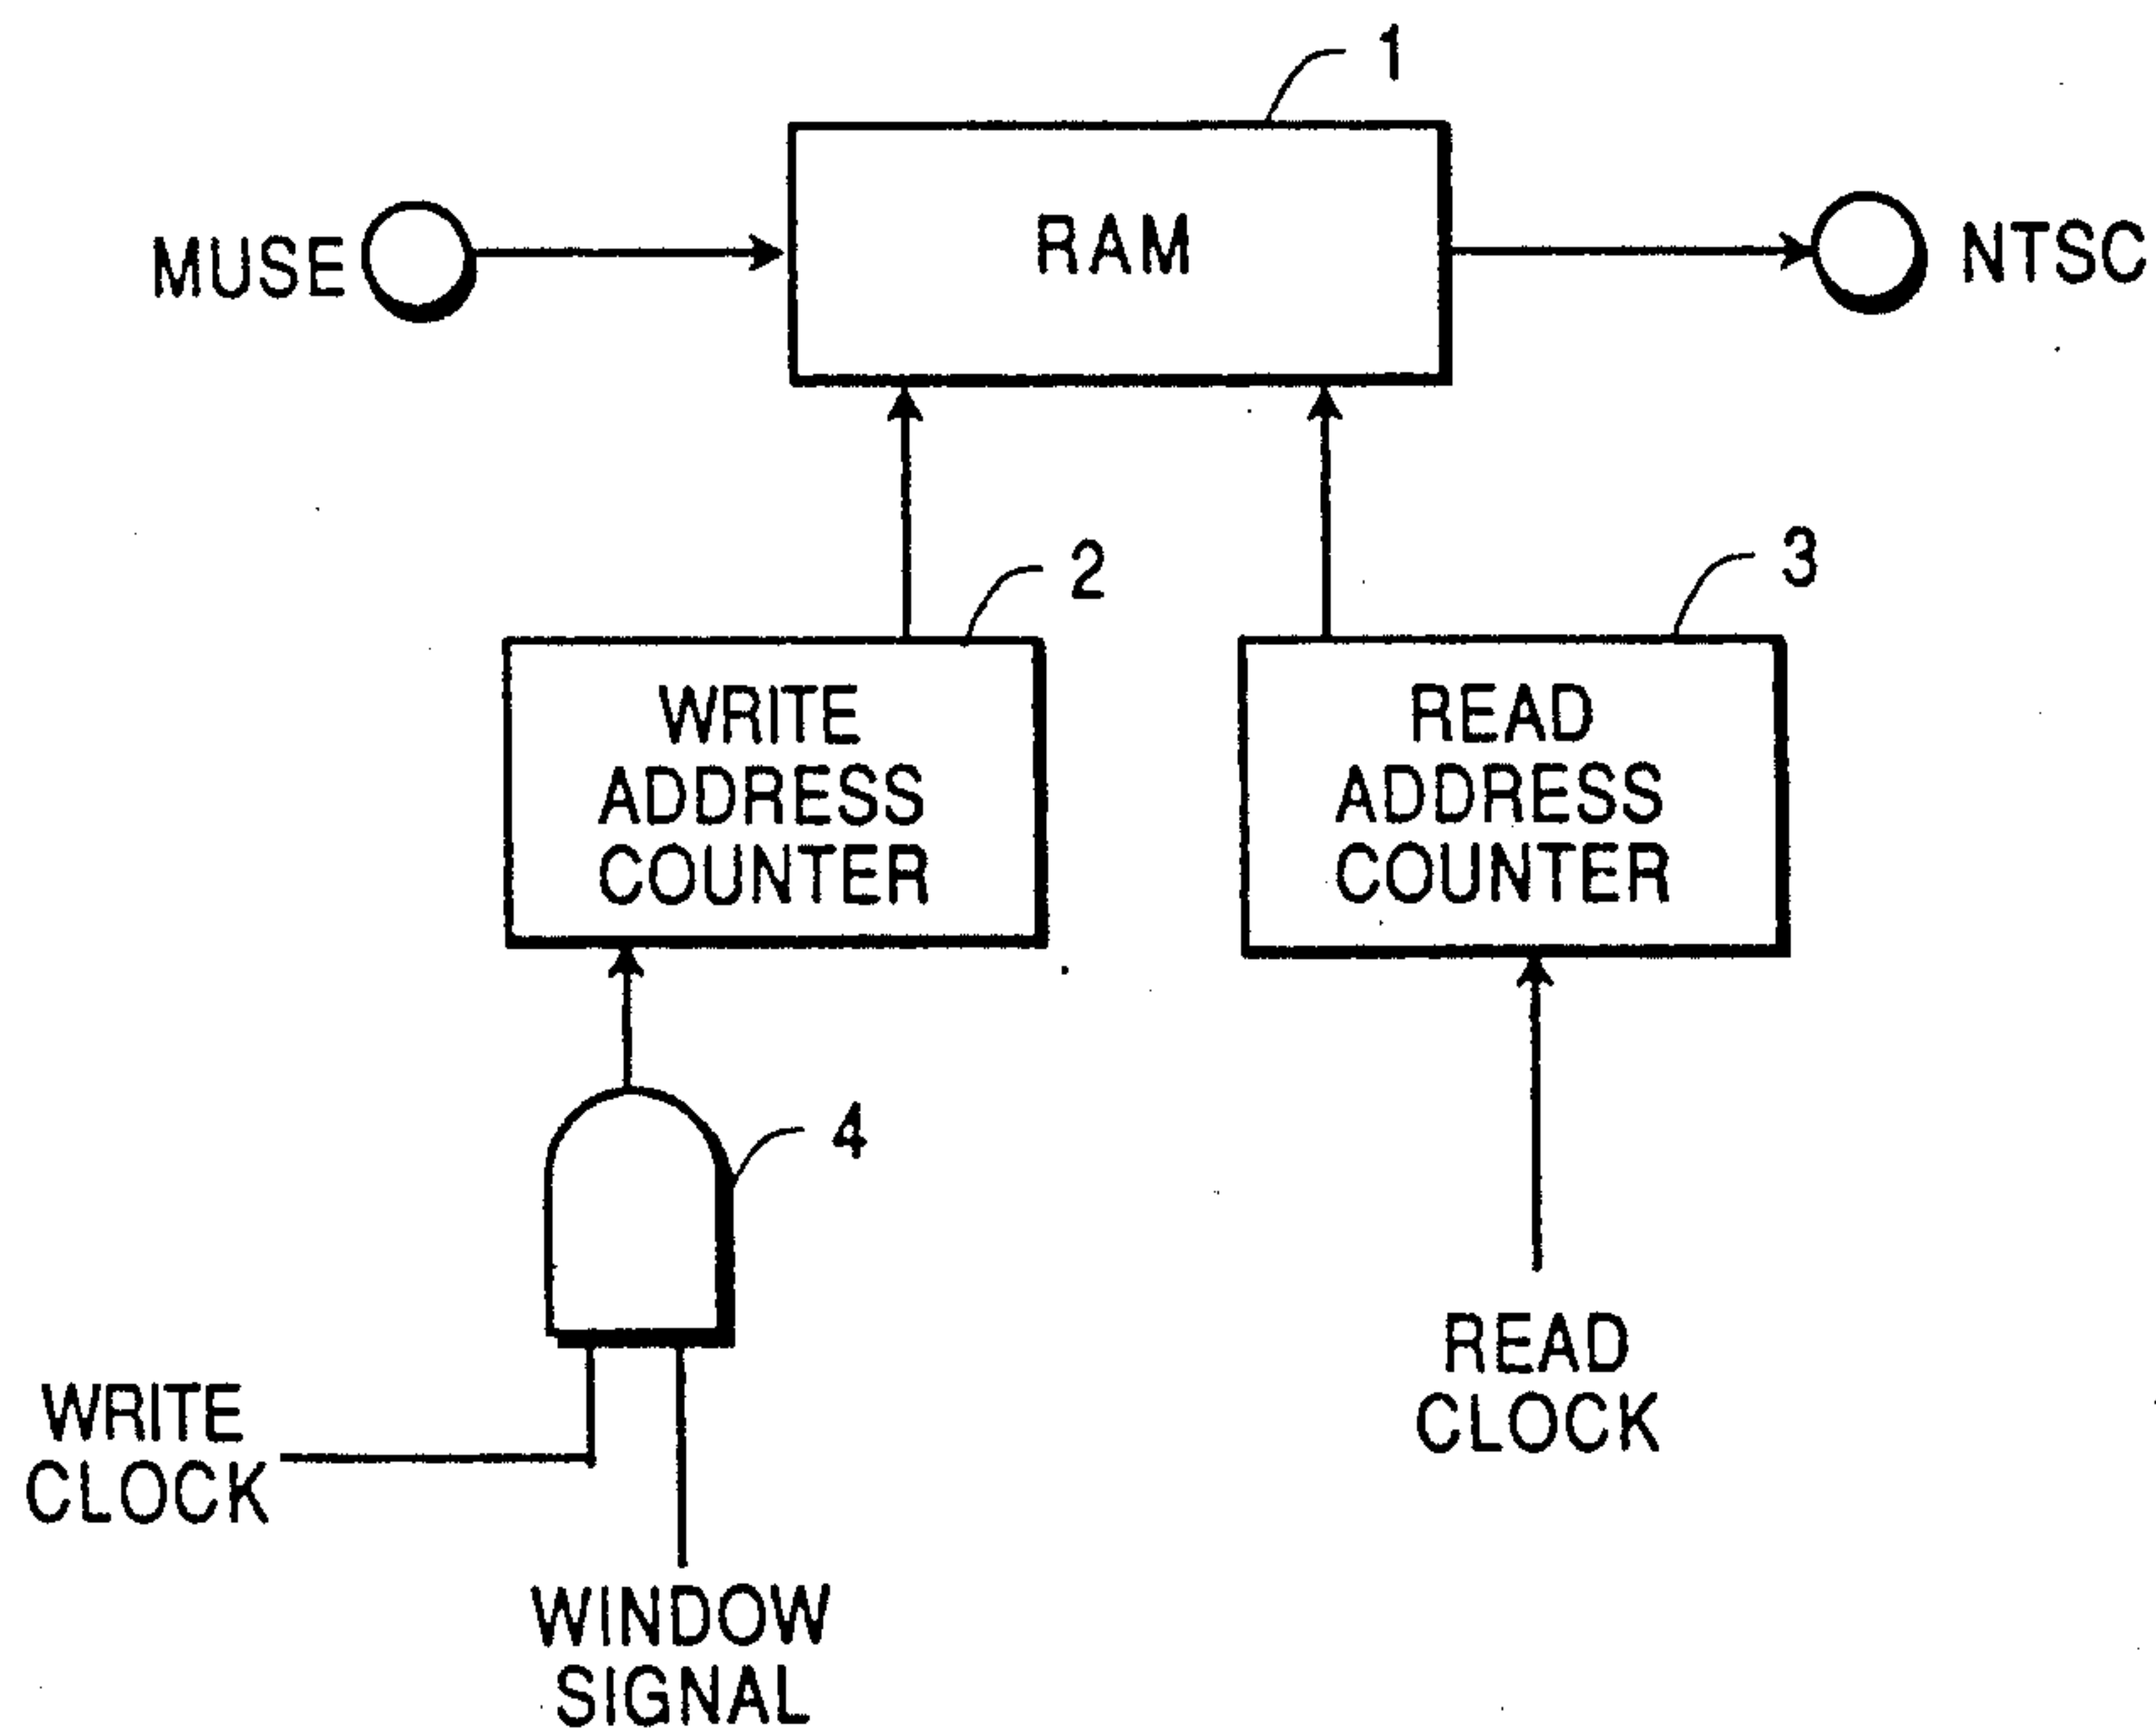 1
MUSE
RAM
NTSC
2
3
WRITE
ADDRESS
COUNTER
READ
ADDRESS
COUNTER
4
WRITE
CLOCK
READ
CLOCK
WINDOW
SIGNAL